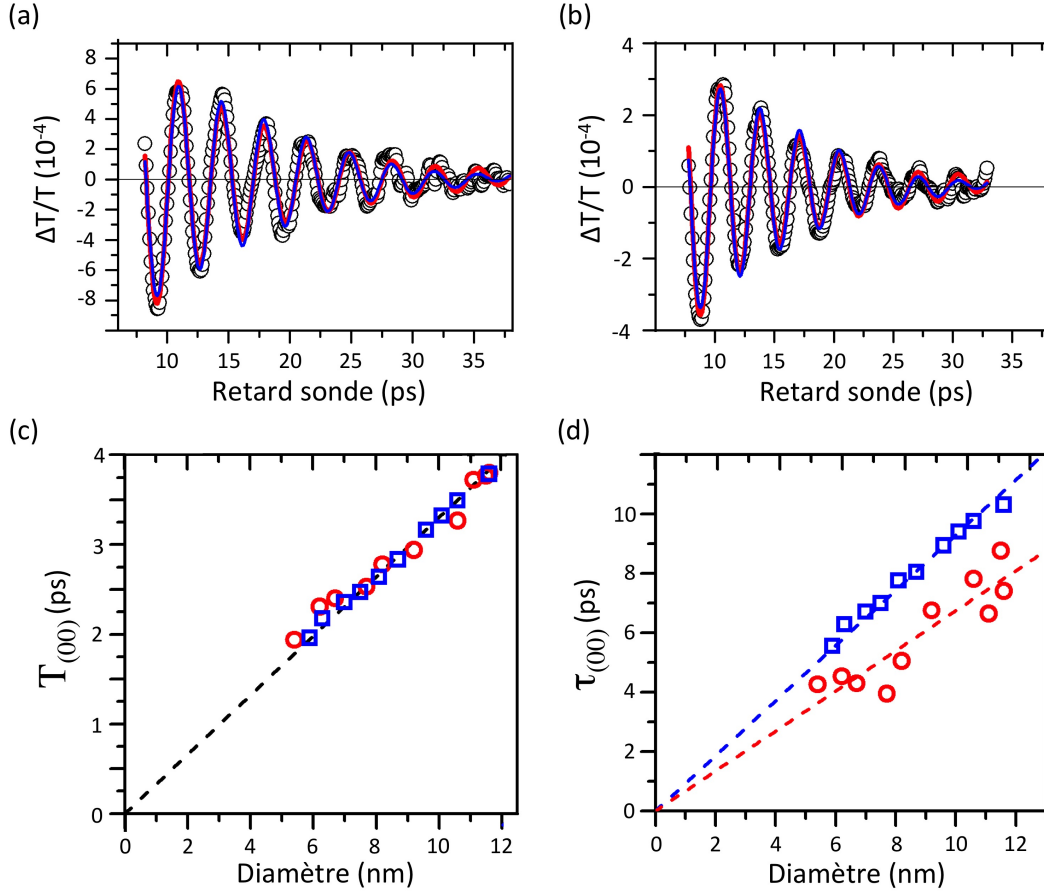 (a)
(b)
8
6
4
2
0
-2
-4
-6
-8
ΔT/T (10⁻⁴)
10 15 20 25 30 35
Retard sonde (ps)
4
2
0
-2
-4
ΔT/T (10⁻⁴)
10 15 20 25 30 35
Retard sonde (ps)
(c)
(d)
4
3
2
1
0
T(00) (ps)
0 2 4 6 8 10 12
Diamètre (nm)
10
8
6
4
2
0
τ(00) (ps)
0 2 4 6 8 10 12
Diamètre (nm)